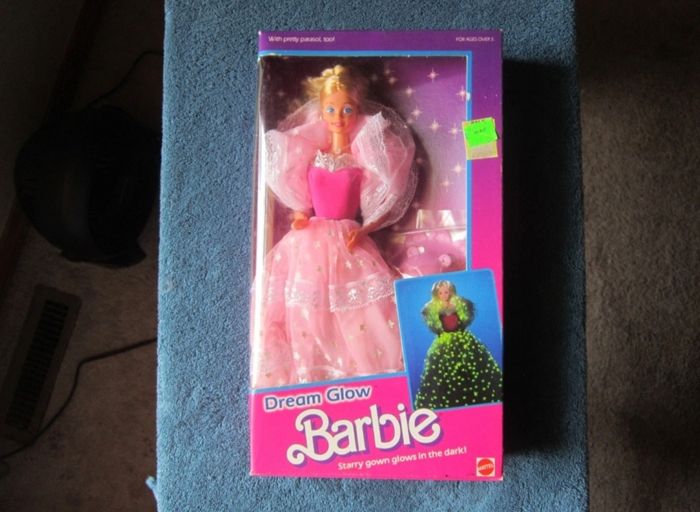 With pretty parasol, too!
FOR AGES OVER 3
Dream Glow
Barbie
Starry gown glows in the dark!
MATTEL